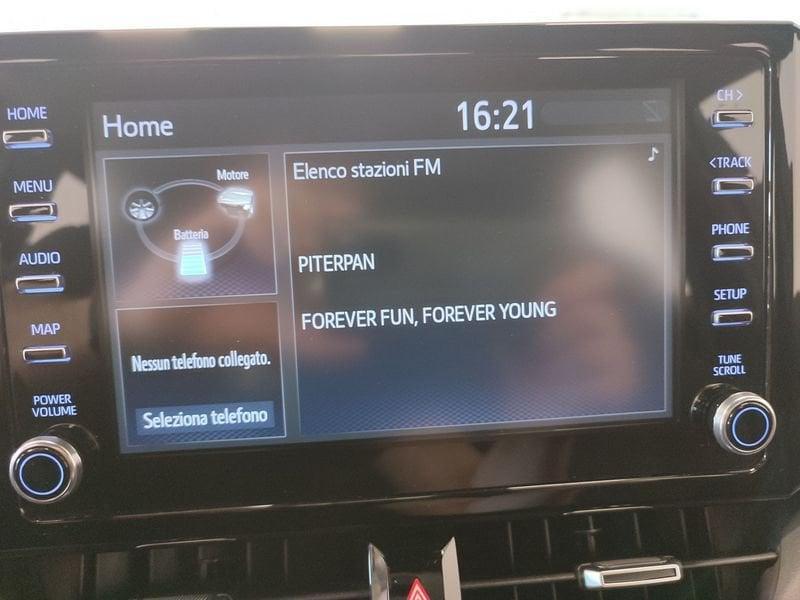 HOME
MENU
AUDIO
MAP
POWER
VOLUME
Home
16:21
Motore
Batteria
Nessun telefono collegato.
Seleziona telefono
Elenco stazioni FM
PITERPAN
FOREVER FUN, FOREVER YOUNG
CH >
< TRACK
PHONE
SETUP
TUNE
SCROLL